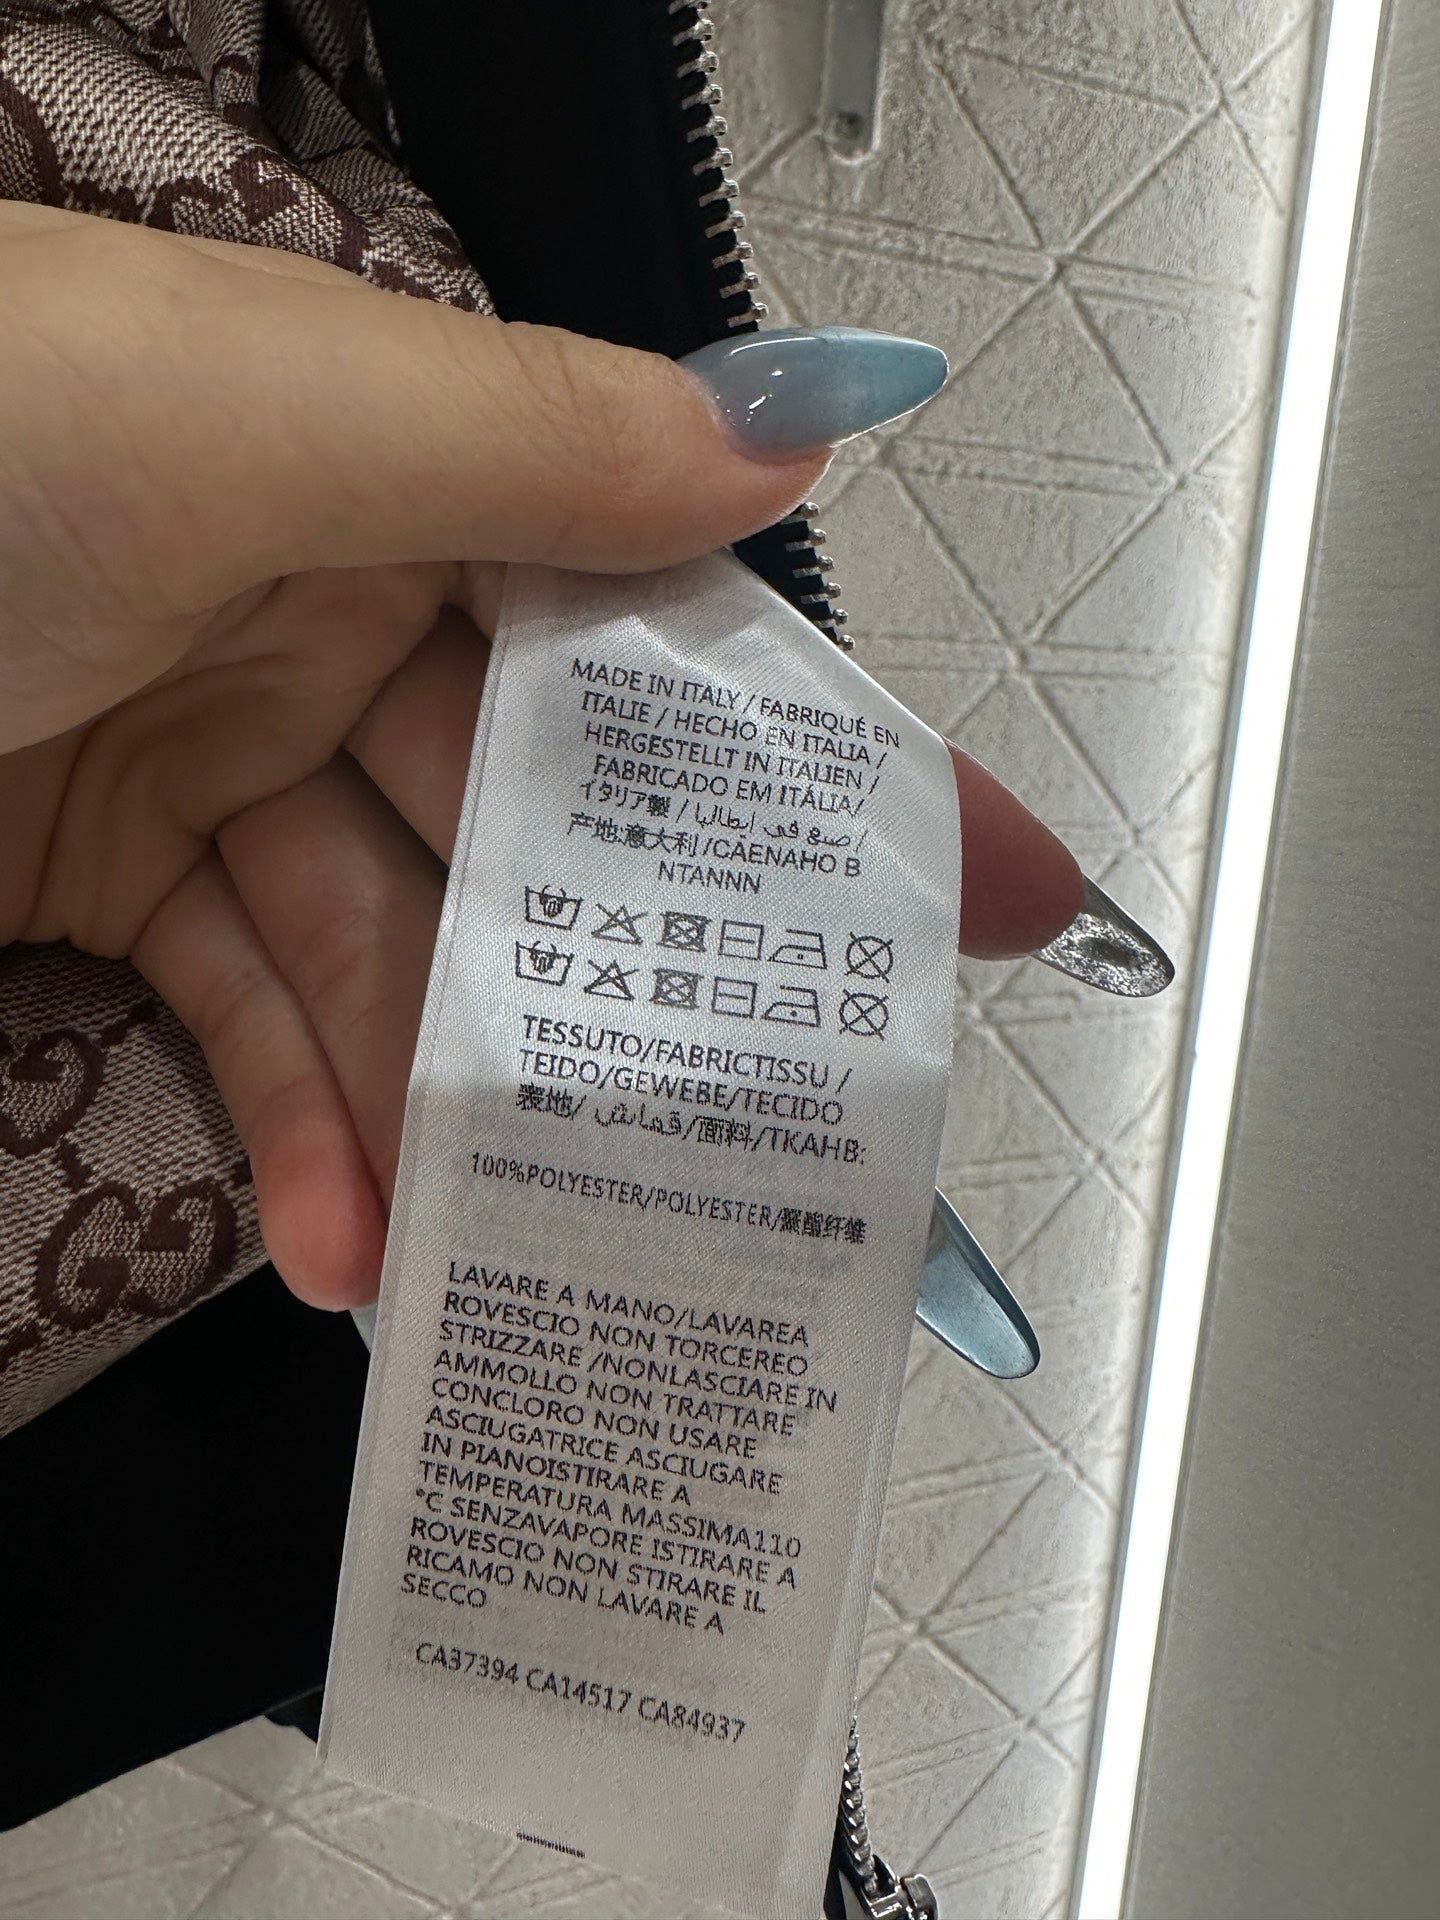 MADE IN ITALY / FABRIQUÉ EN
ITALIE / HECHO EN ITALIA /
HERGESTELLT IN ITALIEN /
FABRICADO EM ITÁLIA/
イタリア製 / صنع في ايطاليا /
产地:意大利/CAENAHO B
NTANNN
TESSUTO/FABRICTISSU /
TEIDO/GEWEBE/TECIDO
表地/ قماش/面料/TKAHB:
100%POLYESTER/POLYESTER/聚酯纤维
LAVARE A MANO/LAVAREA
ROVESCIO NON TORCEREO
STRIZZARE /NONLASCIARE IN
AMMOLLO NON TRATTARE
CONCLORO NON USARE
ASCIUGATRICE ASCIUGARE
IN PIANOISTIRARE A
TEMPERATURA MASSIMA110
°C SENZAVAPORE ISTIRARE A
ROVESCIO NON STIRARE IL
RICAMO NON LAVARE A
SECCO
CA37394 CA14517 CA84937